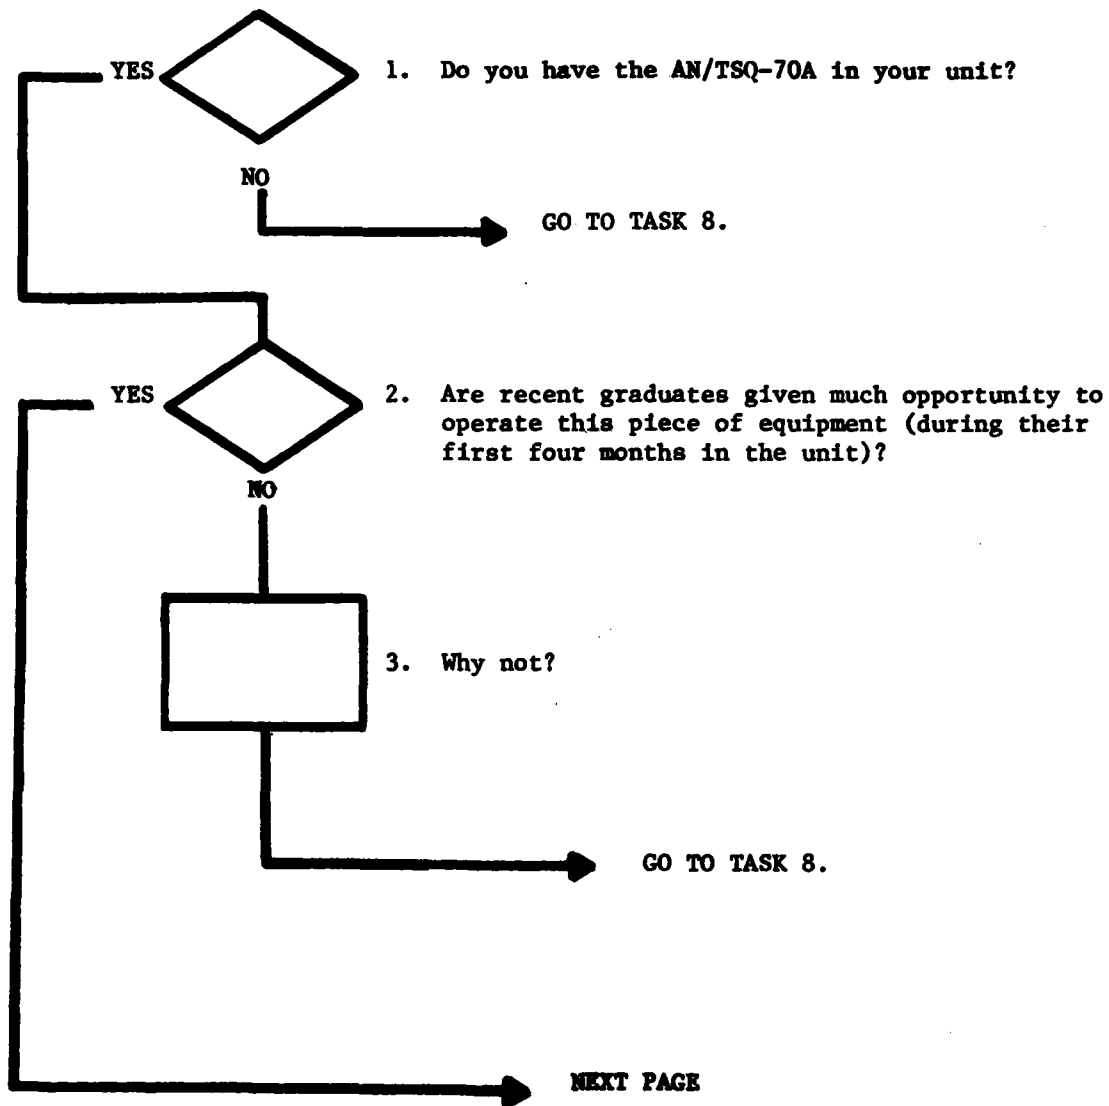 YES
1. Do you have the AN/TSQ-70A in your unit?
NO
GO TO TASK 8.
YES
2. Are recent graduates given much opportunity to
operate this piece of equipment (during their
first four months in the unit)?
NO
3. Why not?
GO TO TASK 8.
NEXT PAGE